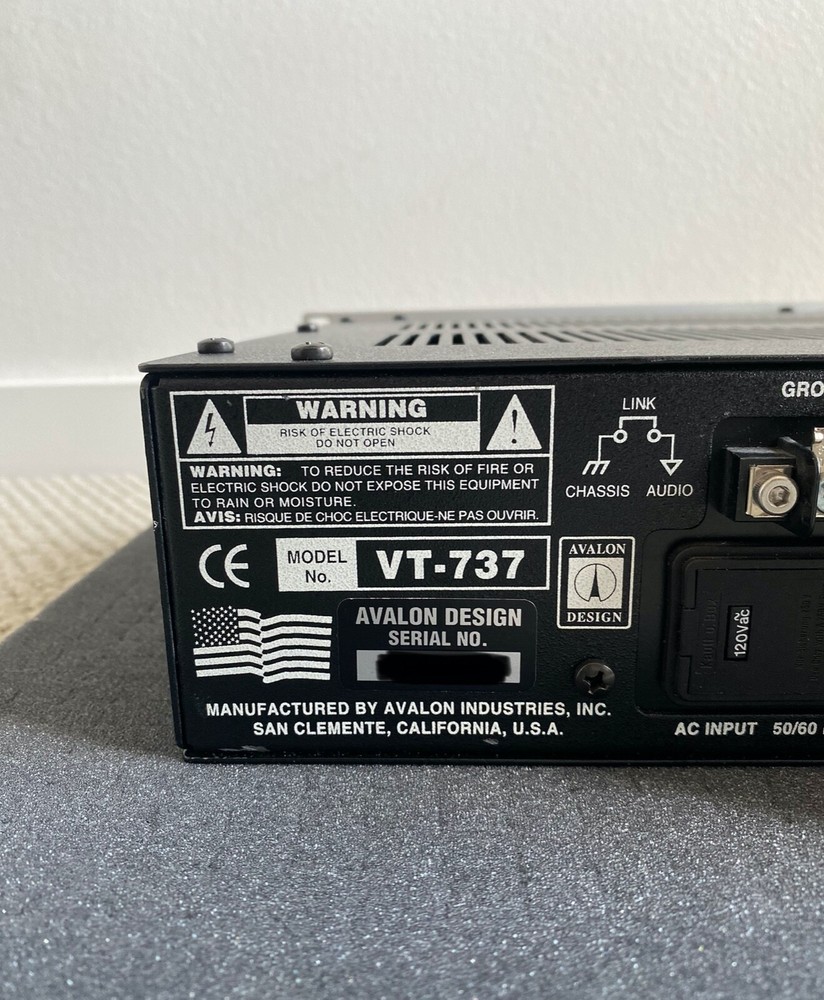 WARNING
RISK OF ELECTRIC SHOCK
DO NOT OPEN
WARNING: TO REDUCE THE RISK OF FIRE OR
ELECTRIC SHOCK DO NOT EXPOSE THIS EQUIPMENT
TO RAIN OR MOISTURE.
AVIS: RISQUE DE CHOC ELECTRIQUE-NE PAS OUVRIR.
CE
MODEL
No.
VT-737
AVALON
DESIGN
AVALON DESIGN
SERIAL NO.
MANUFACTURED BY AVALON INDUSTRIES, INC.
SAN CLEMENTE, CALIFORNIA, U.S.A.
GRO
LINK
CHASSIS AUDIO
120Vac
AC INPUT 50/60